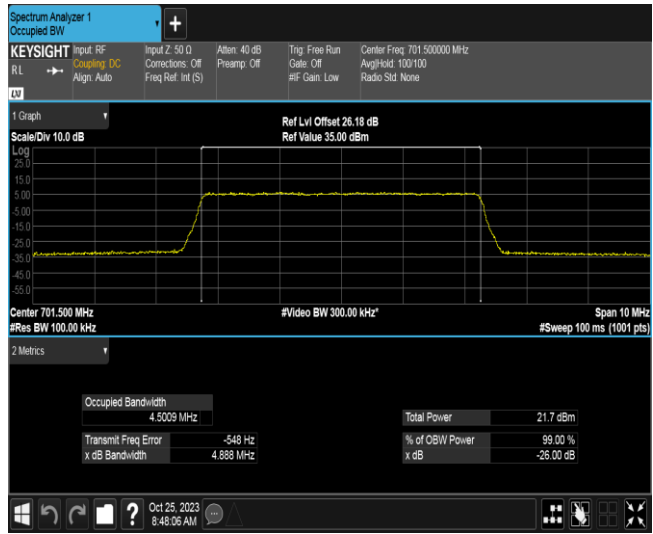 Spectrum Analyzer 1
Occupied BW
+
KEYSIGHT
RL
LXI
Input: RF
Coupling: DC
Align: Auto
Input Z: 50 Ω
Corrections: Off
Freq Ref: Int (S)
Atten: 40 dB
Preamp: Off
Trig: Free Run
Gate: Off
#IF Gain: Low
Center Freq: 701.500000 MHz
Avg|Hold: 100/100
Radio Std: None
1 Graph
Scale/Div 10.0 dB
Ref Lvl Offset 26.18 dB
Ref Value 35.00 dBm
Log
25.0
15.0
5.00
-5.00
-15.0
-25.0
-35.0
-45.0
-55.0
Center 701.500 MHz
#Res BW 100.00 kHz
#Video BW 300.00 kHz*
Span 10 MHz
#Sweep 100 ms (1001 pts)
2 Metrics
Occupied Bandwidth
4.5009 MHz
Transmit Freq Error -548 Hz
x dB Bandwidth 4.888 MHz
Total Power 21.7 dBm
% of OBW Power 99.00 %
x dB -26.00 dB
?
Oct 25, 2023
8:48:06 AM